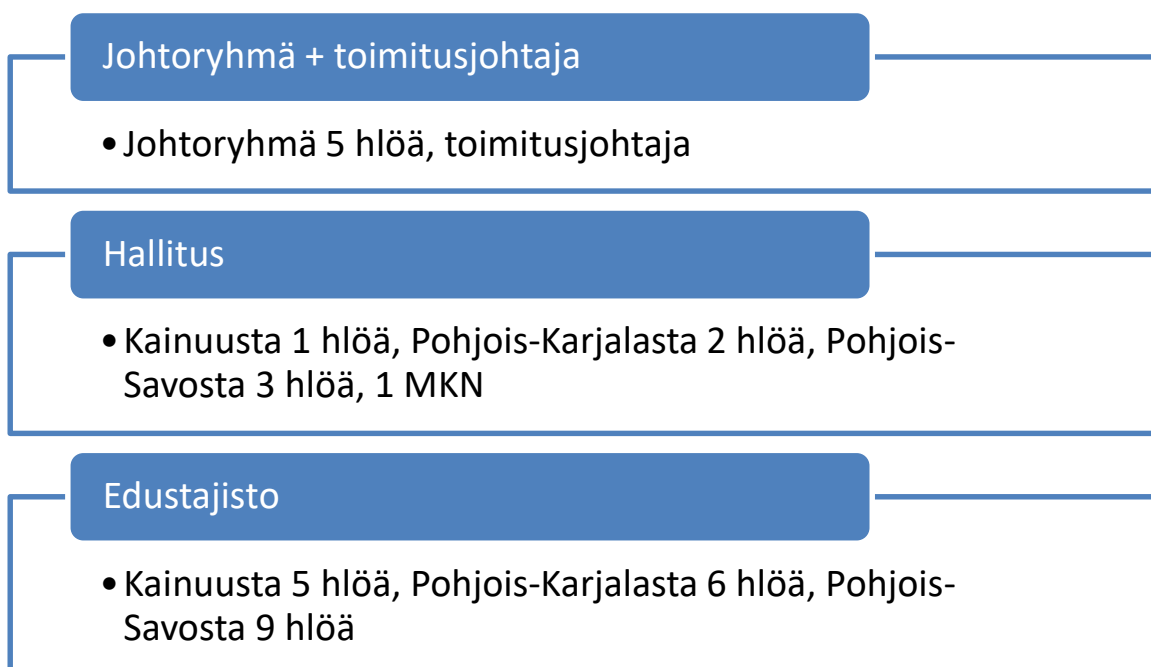 Johtoryhmä + toimitusjohtaja
• Johtoryhmä 5 hlöä, toimitusjohtaja
Hallitus
• Kainuusta 1 hlöä, Pohjois-Karjalasta 2 hlöä, Pohjois-
Savosta 3 hlöä, 1 MKN
Edustajisto
• Kainuusta 5 hlöä, Pohjois-Karjalasta 6 hlöä, Pohjois-
Savosta 9 hlöä